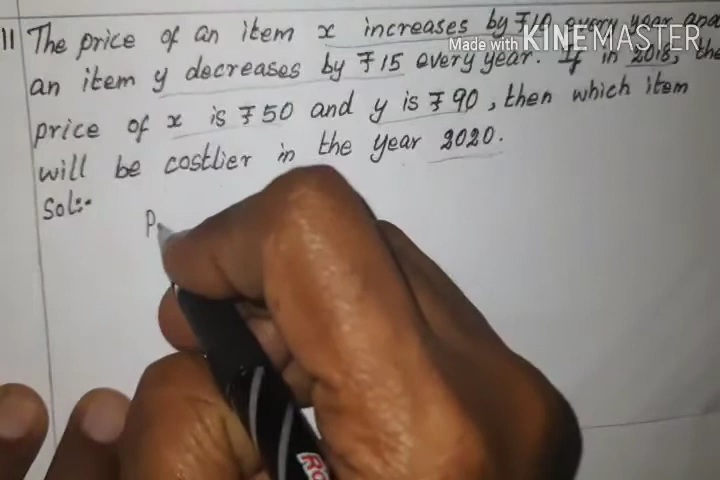 11 The price of an item x increases by ₹10 every year and
an item y decreases by ₹15 every year. If in 2018, the
price of x is ₹50 and y is ₹90, then which item
will be costlier in the year 2020.
Sol:-
Made with KINEMASTER